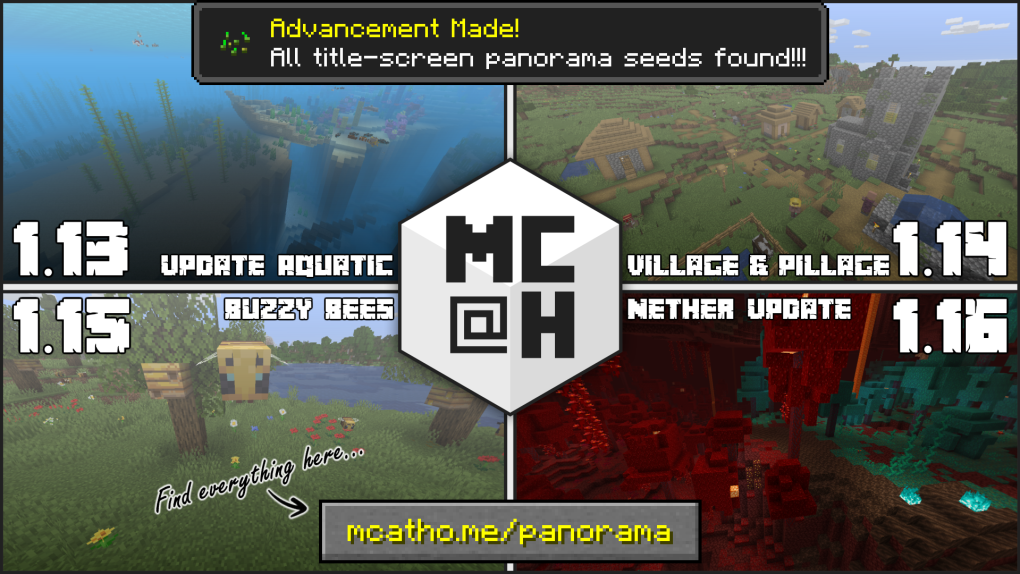 Advancement Made!
All title-screen panorama seeds found!!!
1.13
UPDATE AQUATIC
VILLAGE & PILLAGE
1.14
MC
@H
1.15
BUZZY BEES
NETHER UPDATE
1.16
Find everything here...
mcatho.me/panorama